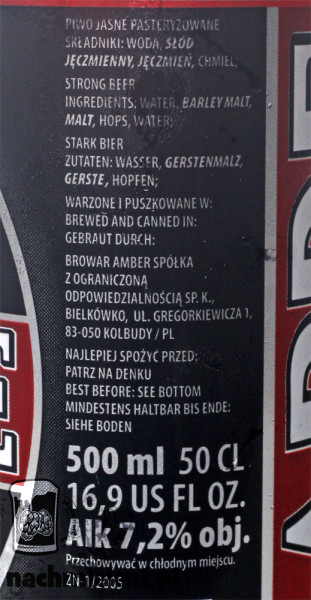 PIWO JASNE PASTERYZOWANE
SKŁADNIKI: WODA, SŁÓD
JĘCZMIENNY, JĘCZMIEŃ, CHMIEL;
STRONG BEER
INGREDIENTS: WATER, BARLEY MALT,
MALT, HOPS, WATER;
STARK BIER
ZUTATEN: WASSER, GERSTENMALZ,
GERSTE, HOPFEN;
WARZONE I PUSZKOWANE W:
BREWED AND CANNED IN:
GEBRAUT DURCH:
BROWAR AMBER SPÓŁKA
Z OGRANICZONĄ
ODPOWIEDZIALNOŚCIĄ SP. K.,
BIELKÓWKO, UL. GREGORKIEWICZA 1,
83-050 KOLBUDY / PL
NAJLEPIEJ SPOŻYĆ PRZED:
PATRZ NA DENKU
BEST BEFORE: SEE BOTTOM
MINDESTENS HALTBAR BIS ENDE:
SIEHE BODEN
500 ml 50 CL
16,9 US FL OZ.
Alk 7,2% obj.
Przechowywać w chłodnym miejscu.
ZN-1/2005